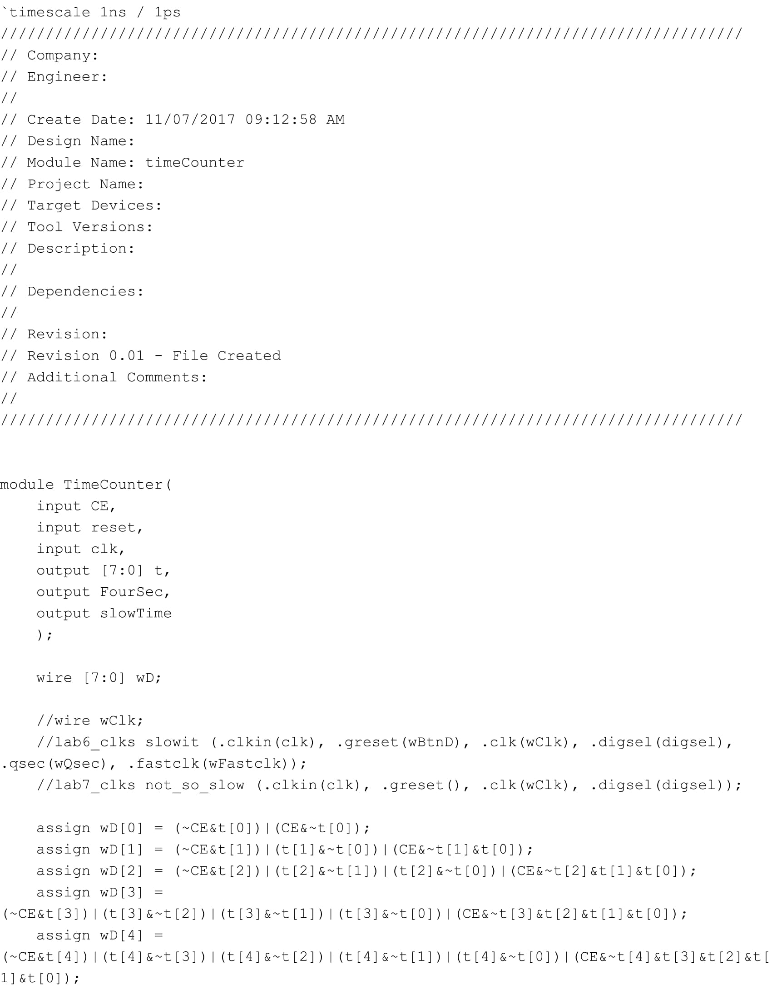 `timescale 1ns / 1ps
//////////////////////////////////////////////////////////////////////////////////
// Company:
// Engineer:
//
// Create Date: 11/07/2017 09:12:58 AM
// Design Name:
// Module Name: timeCounter
// Project Name:
// Target Devices:
// Tool Versions:
// Description:
//
// Dependencies:
//
// Revision:
// Revision 0.01 - File Created
// Additional Comments:
//
//////////////////////////////////////////////////////////////////////////////////


module TimeCounter(
    input CE,
    input reset,
    input clk,
    output [7:0] t,
    output FourSec,
    output slowTime
    );

    wire [7:0] wD;

    //wire wClk;
    //lab6_clks slowit (.clkin(clk), .greset(wBtnD), .clk(wClk), .digsel(digsel),
.qsec(wQsec), .fastclk(wFastclk));
    //lab7_clks not_so_slow (.clkin(clk), .greset(), .clk(wClk), .digsel(digsel));

    assign wD[0] = (~CE&t[0])|(CE&~t[0]);
    assign wD[1] = (~CE&t[1])|(t[1]&~t[0])|(CE&~t[1]&t[0]);
    assign wD[2] = (~CE&t[2])|(t[2]&~t[1])|(t[2]&~t[0])|(CE&~t[2]&t[1]&t[0]);
    assign wD[3] =
(~CE&t[3])|(t[3]&~t[2])|(t[3]&~t[1])|(t[3]&~t[0])|(CE&~t[3]&t[2]&t[1]&t[0]);
    assign wD[4] =
(~CE&t[4])|(t[4]&~t[3])|(t[4]&~t[2])|(t[4]&~t[1])|(t[4]&~t[0])|(CE&~t[4]&t[3]&t[2]&t[
1]&t[0]);